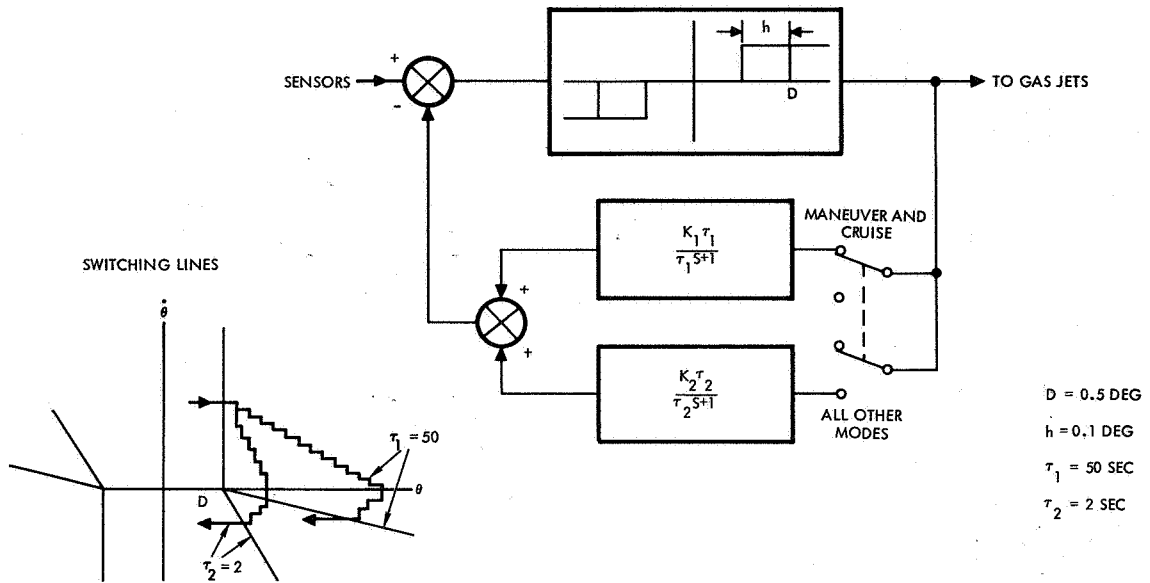 h
D
SENSORS
+
-
TO GAS JETS
MANEUVER AND
CRUISE
K₁τ₁
τ₁S+1
+
+
K₂τ₂
τ₂S+1
ALL OTHER
MODES
SWITCHING LINES
θ̇
τ₁ = 50
D
θ
τ₂ = 2
D = 0.5 DEG
h = 0.1 DEG
τ₁ = 50 SEC
τ₂ = 2 SEC